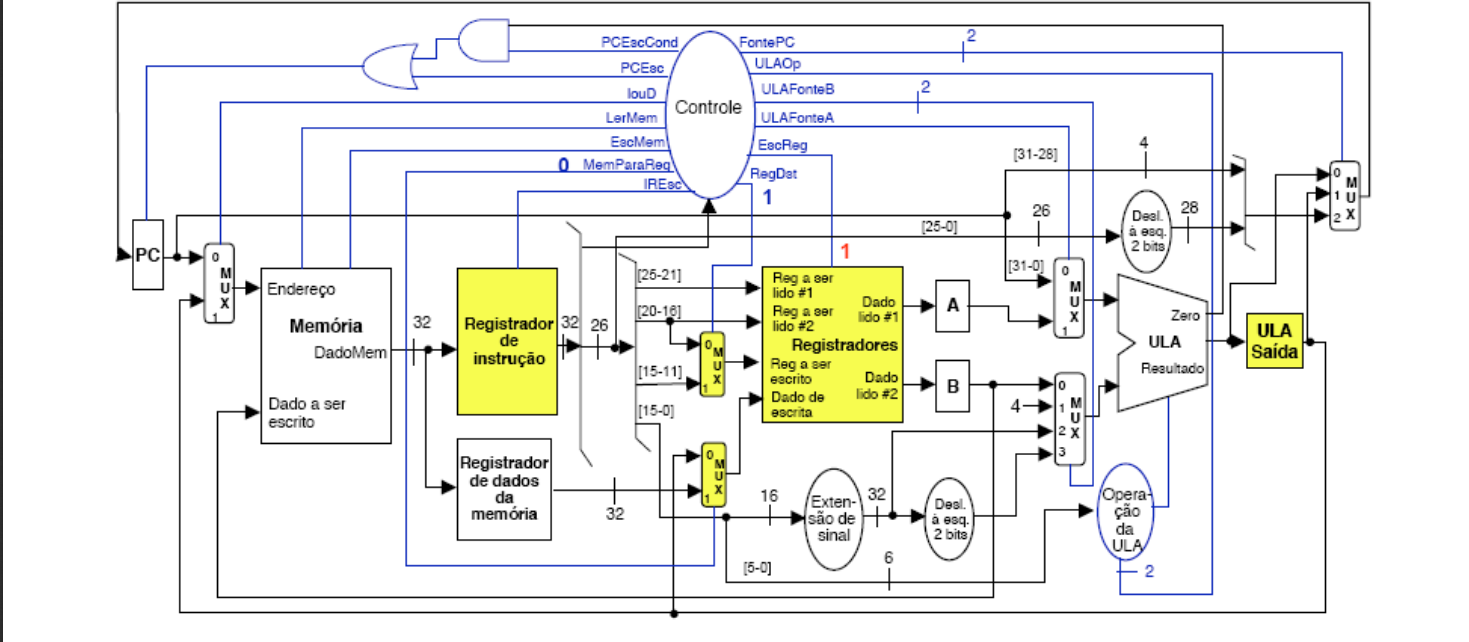 PCEscCond
FontePC
2
PCEsc
ULAOp
IouD
ULAFonteB
2
Controle
LerMem
ULAFonteA
EscMem
EscReg
0
MemParaReg
RegDst
IREsc
1
[31-28]
4
[25-0]
26
Desl.
à esq.
2 bits
28
0
1
2
M
U
X
PC
0
M
U
X
1
Endereço
Memória
DadoMem
Dado a ser
escrito
32
Registrador
de
instrução
32
26
Registrador
de dados
da
memória
32
[25-21]
[20-16]
[15-11]
[15-0]
0
M
U
X
1
0
M
U
X
1
1
Reg a ser
lido #1
Reg a ser
lido #2
Registradores
Reg a ser
escrito
Dado de
escrita
Dado
lido #1
Dado
lido #2
A
B
[31-0]
0
M
U
X
1
4
0
1
2
3
M
U
X
Zero
ULA
Resultado
ULA
Saída
16
Exten-
são de
sinal
32
Desl.
à esq.
2 bits
Opera-
ção
da
ULA
2
[5-0]
6